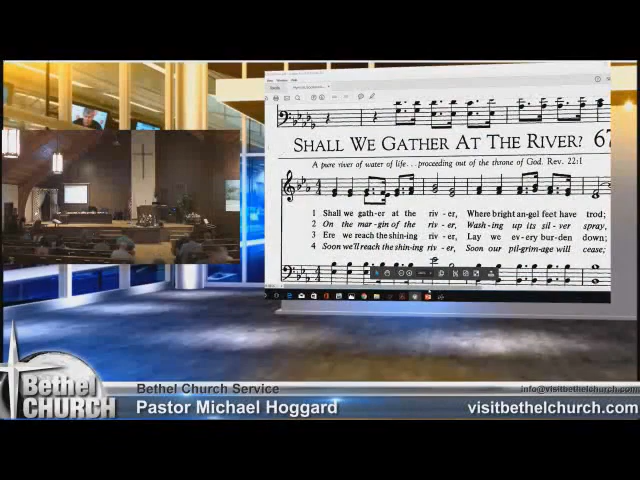 SHALL WE GATHER AT THE RIVER?
67
A pure river of water of life...proceeding out of the throne of God. Rev. 22:1
1 Shall we gath-er at the riv-er, Where bright an-gel feet have trod;
2 On the mar-gin of the riv-er, Wash-ing up its sil-ver spray,
3 Ere we reach the shin-ing riv-er, Lay we ev-ery bur-den down;
4 Soon we'll reach the shin-ing riv-er, Soon our pil-grim-age will cease;
Bethel
CHURCH
Bethel Church Service
info@visitbethelchurch.com
Pastor Michael Hoggard
visitbethelchurch.com